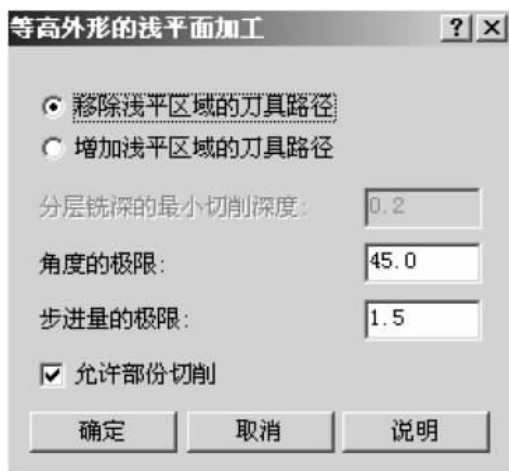 等高外形的浅平面加工
移除浅平区域的刀具路径
增加浅平区域的刀具路径
分层铣深的最小切削深度: 0.2
角度的极限: 45.0
步进量的极限: 1.5
允许部份切削
确定 取消 说明